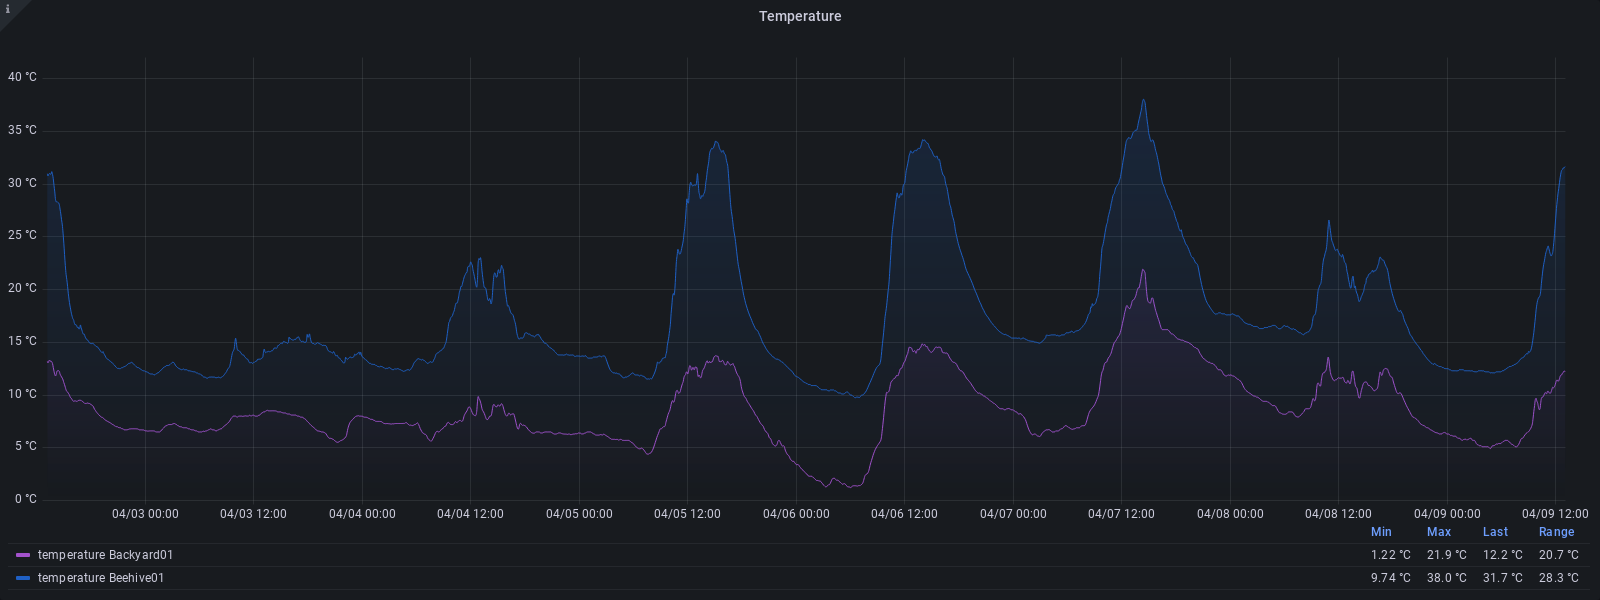 i
Temperature
40 °C
35 °C
30 °C
25 °C
20 °C
15 °C
10 °C
5 °C
0 °C
04/03 00:00 04/03 12:00 04/04 00:00 04/04 12:00 04/05 00:00 04/05 12:00 04/06 00:00 04/06 12:00 04/07 00:00 04/07 12:00 04/08 00:00 04/08 12:00 04/09 00:00 04/09 12:00
Min Max Last Range
temperature Backyard01 1.22 °C 21.9 °C 12.2 °C 20.7 °C
temperature Beehive01 9.74 °C 38.0 °C 31.7 °C 28.3 °C